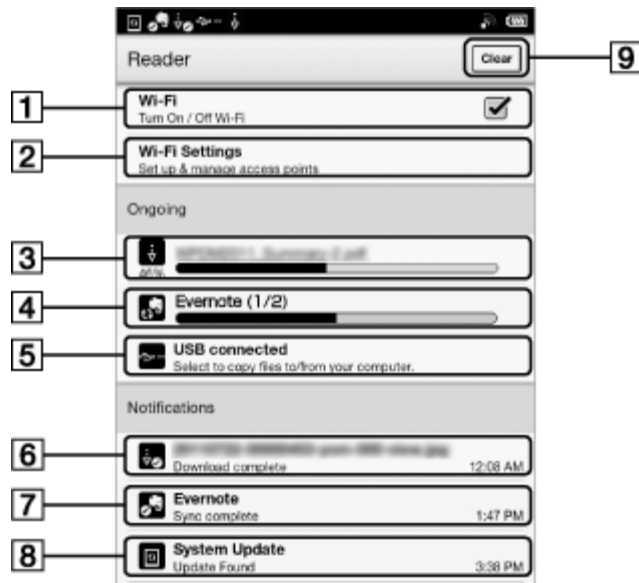 Reader
Clear
9
1
Wi-Fi
Turn On / Off Wi-Fi
2
Wi-Fi Settings
Set up & manage access points
Ongoing
3
46%
4
Evernote (1/2)
5
USB connected
Select to copy files to/from your computer.
Notifications
6
Download complete
12:08 AM
7
Evernote
Sync complete
1:47 PM
8
System Update
Update Found
3:38 PM